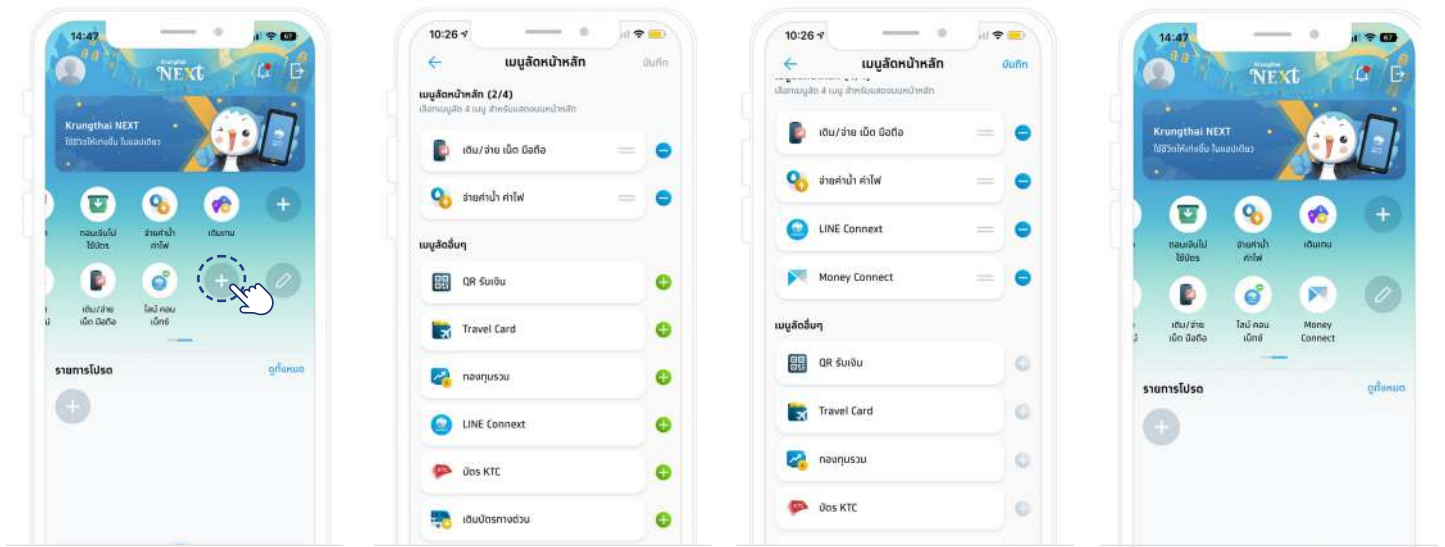 14:47
67
Krungthai
NEXT
Krungthai NEXT
ใช้ชีวิตให้เก่งขึ้น ในแอปเดียว
ถอนเงินไม่
ใช้บัตร
จ่ายค่าน้ำ
ค่าไฟ
เติมเกม
เติม/จ่าย
เน็ต มือถือ
ไลน์ คอน
เน็กซ์
รายการโปรด
ดูทั้งหมด
10:26
เมนูลัดหน้าหลัก
บันทึก
เมนูลัดหน้าหลัก (2/4)
เลือกเมนูลัด 4 เมนู สำหรับแสดงบนหน้าหลัก
เติม/จ่าย เน็ต มือถือ
จ่ายค่าน้ำ ค่าไฟ
เมนูลัดอื่นๆ
QR รับเงิน
Travel Card
กองทุนรวม
LINE Connext
บัตร KTC
เติมบัตรทางด่วน
10:26
เมนูลัดหน้าหลัก
บันทึก
เลือกเมนูลัด 4 เมนู สำหรับแสดงบนหน้าหลัก
เติม/จ่าย เน็ต มือถือ
จ่ายค่าน้ำ ค่าไฟ
LINE Connext
Money Connect
เมนูลัดอื่นๆ
QR รับเงิน
Travel Card
กองทุนรวม
บัตร KTC
14:47
67
Krungthai
NEXT
Krungthai NEXT
ใช้ชีวิตให้เก่งขึ้น ในแอปเดียว
ถอนเงินไม่
ใช้บัตร
จ่ายค่าน้ำ
ค่าไฟ
เติมเกม
เติม/จ่าย
เน็ต มือถือ
ไลน์ คอน
เน็กซ์
Money
Connect
รายการโปรด
ดูทั้งหมด